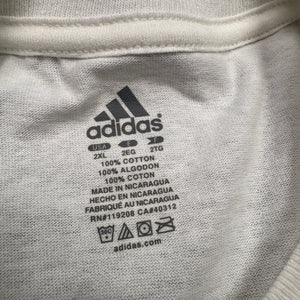 adidas
USA E F
2XL 2EG 2TG
100% COTTON
100% ALGODON
100% COTON
MADE IN NICARAGUA
HECHO EN NICARAGUA
FABRIQUÉ AU NICARAGUA
RN#119208 CA#40312
adidas.com